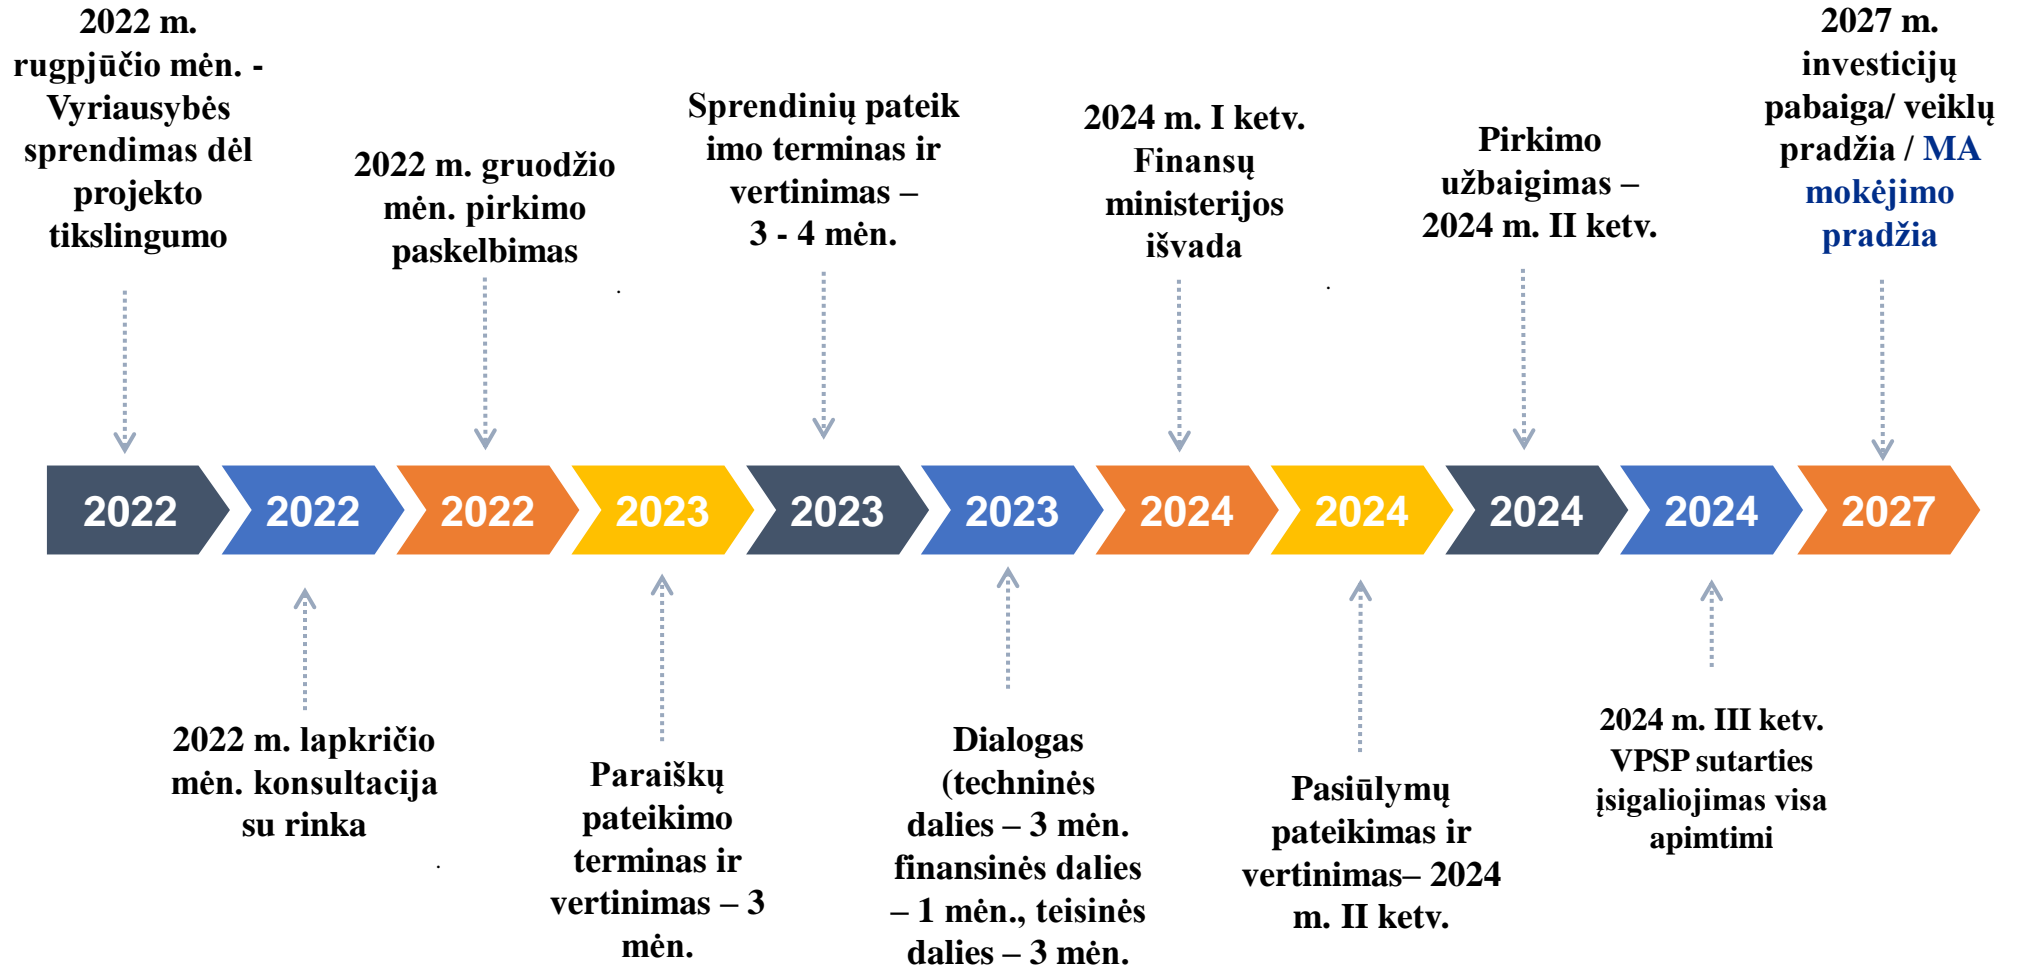 2022 m.
rugpjūčio mėn. -
Vyriausybės
sprendimas dėl
projekto
tikslingumo
2022 m. gruodžio
mėn. pirkimo
paskelbimas
Sprendinių pateik
imo terminas ir
vertinimas –
3 - 4 mėn.
2024 m. I ketv.
Finansų
ministerijos
išvada
Pirkimo
užbaigimas –
2024 m. II ketv.
2027 m.
investicijų
pabaiga/ veiklų
pradžia / MA
mokėjimo
pradžia
2022
2022
2022
2023
2023
2023
2024
2024
2024
2024
2027
2022 m. lapkričio
mėn. konsultacija
su rinka
Paraiškų
pateikimo
terminas ir
vertinimas – 3
mėn.
Dialogas
(techninės
dalies – 3 mėn.
finansinės dalies
– 1 mėn., teisinės
dalies – 3 mėn.
Pasiūlymų
pateikimas ir
vertinimas– 2024
m. II ketv.
2024 m. III ketv.
VPSP sutarties
įsigaliojimas visa
apimtimi